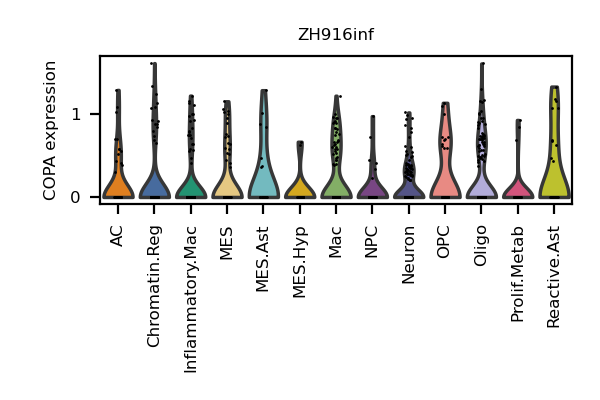 ZH916inf
COPA expression
1
0
AC
Chromatin.Reg
Inflammatory.Mac
MES
MES.Ast
MES.Hyp
Mac
NPC
Neuron
OPC
Oligo
Prolif.Metab
Reactive.Ast